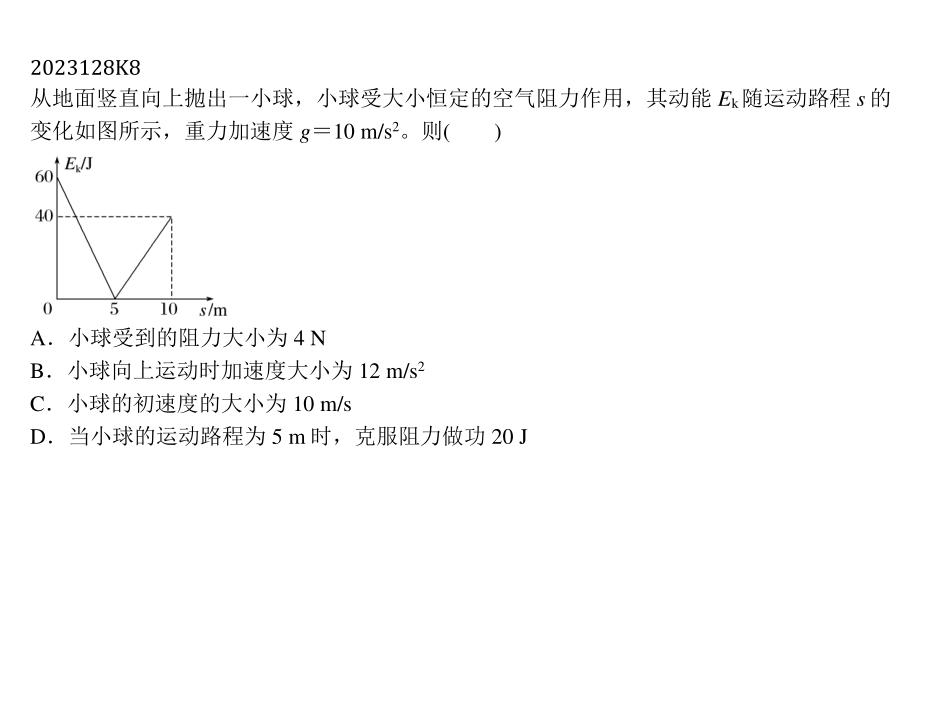 2023128K8
从地面竖直向上抛出一小球，小球受大小恒定的空气阻力作用，其动能 Ek 随运动路程 s 的
变化如图所示，重力加速度 g＝10 m/s²。则(　　)
Ek/J
60
40
0 5 10 s/m
A．小球受到的阻力大小为 4 N
B．小球向上运动时加速度大小为 12 m/s²
C．小球的初速度的大小为 10 m/s
D．当小球的运动路程为 5 m 时，克服阻力做功 20 J